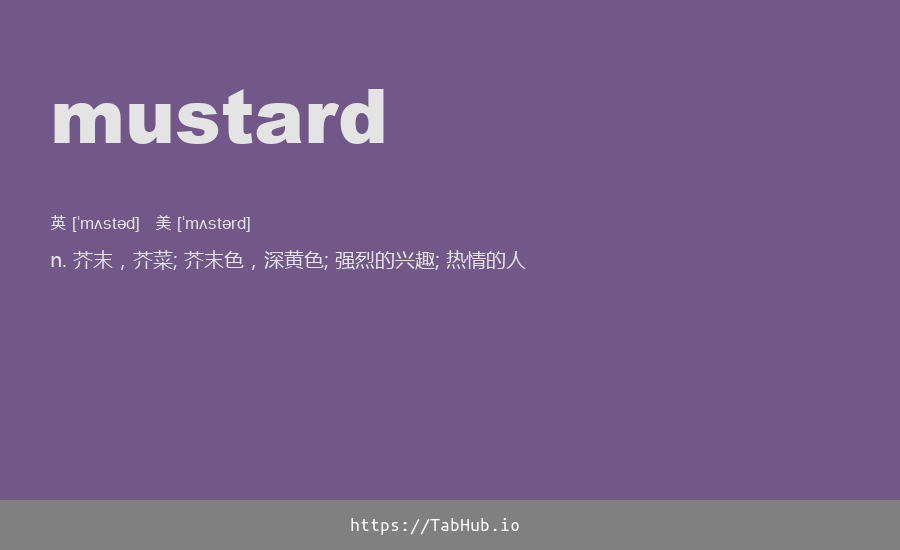 mustard
英 [ˈmʌstəd] 美 [ˈmʌstərd]
n. 芥末，芥菜; 芥末色，深黄色; 强烈的兴趣; 热情的人
https://TabHub.io